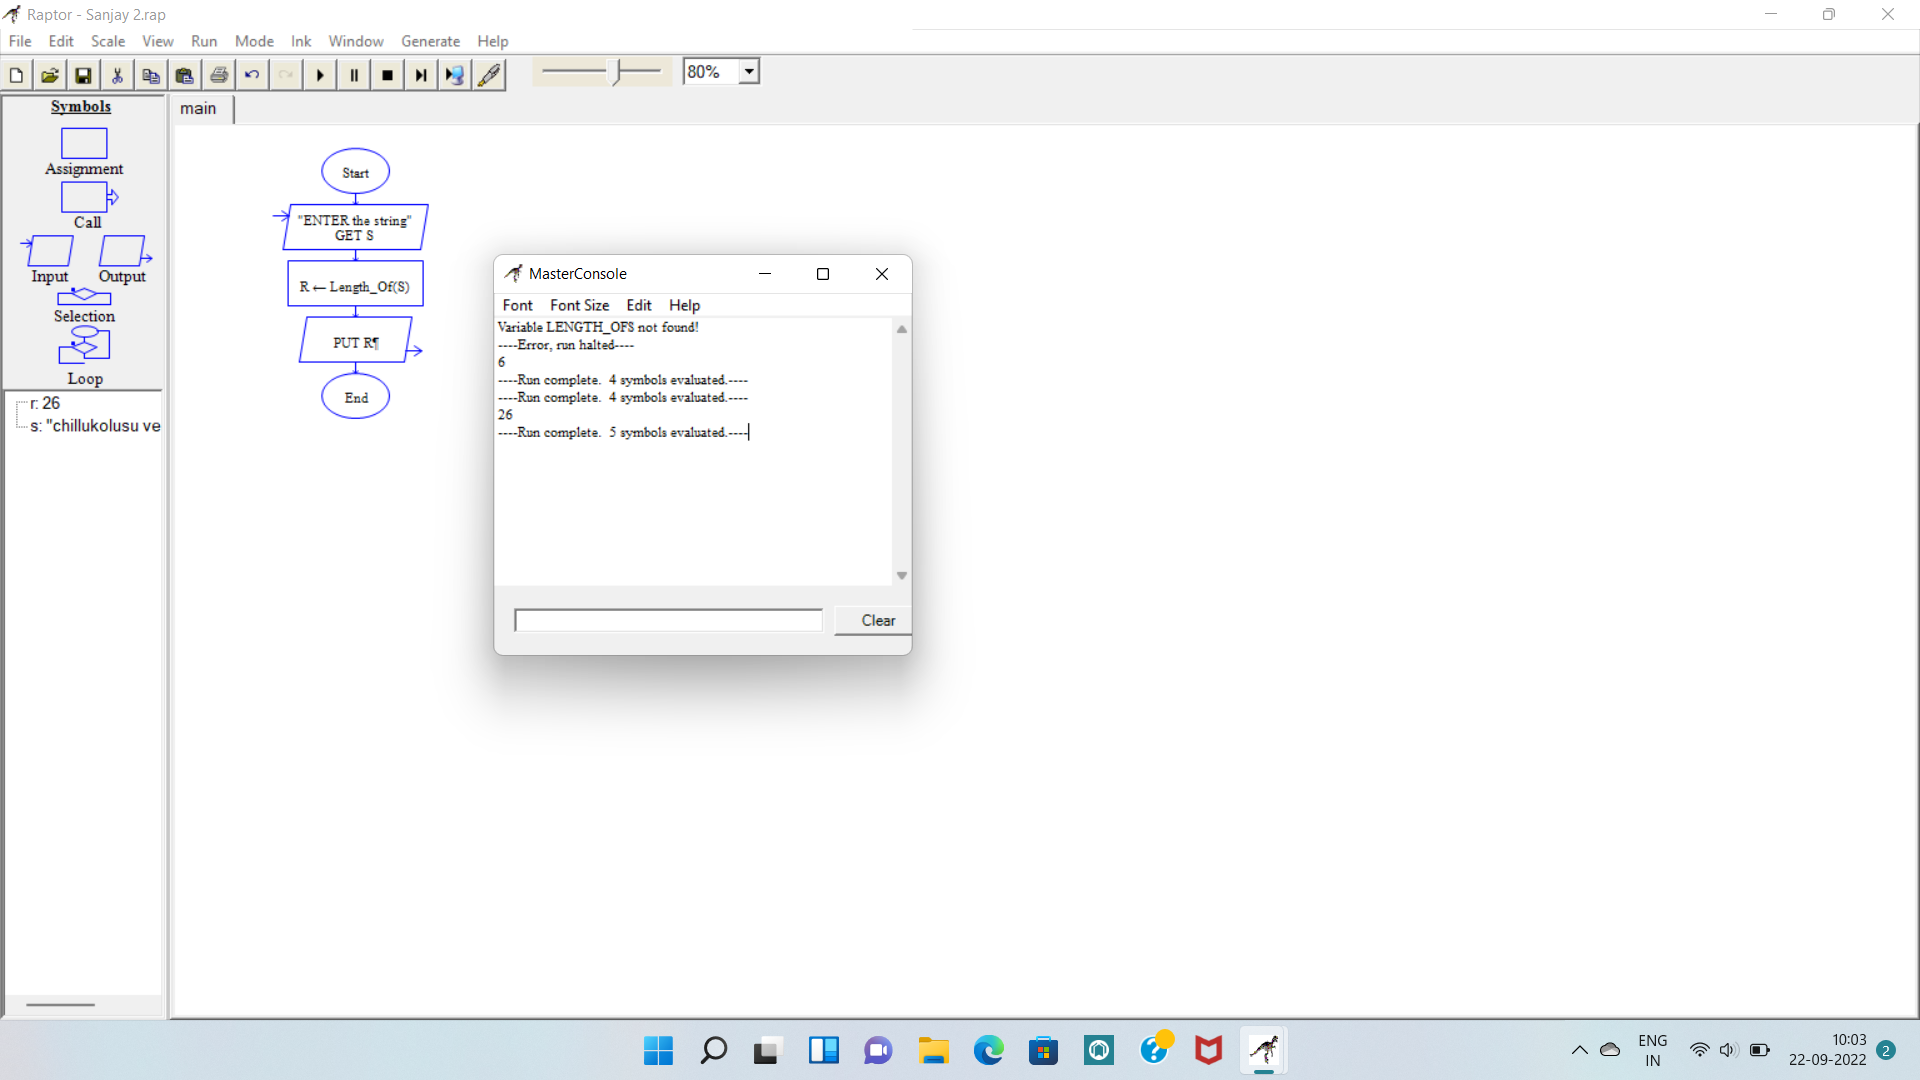 Raptor - Sanjay 2.rap
File Edit Scale View Run Mode Ink Window Generate Help
80%
Symbols
main
Assignment
Call
Input Output
Selection
Loop
r: 26
s: "chillukolusu ve
Start
"ENTER the string"
GET S
R ← Length_Of(S)
PUT R¶
End
MasterConsole
Font Font Size Edit Help
Variable LENGTH_OFS not found!
----Error, run halted----
6
----Run complete.  4 symbols evaluated.----
----Run complete.  4 symbols evaluated.----
26
----Run complete.  5 symbols evaluated.----
Clear
ENG
IN
10:03
22-09-2022
2